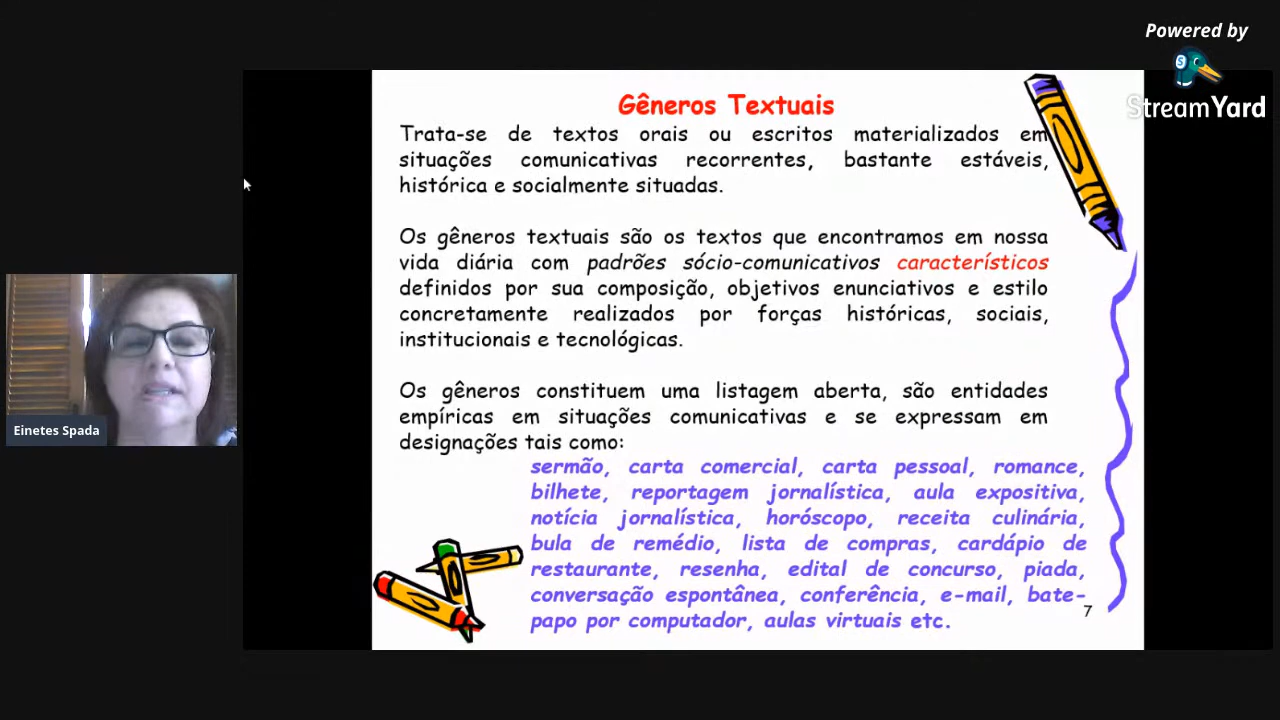 Powered by
StreamYard
Gêneros Textuais
Trata-se de textos orais ou escritos materializados em
situações comunicativas recorrentes, bastante estáveis,
histórica e socialmente situadas.
Os gêneros textuais são os textos que encontramos em nossa
vida diária com padrões sócio-comunicativos característicos
definidos por sua composição, objetivos enunciativos e estilo
concretamente realizados por forças históricas, sociais,
institucionais e tecnológicas.
Os gêneros constituem uma listagem aberta, são entidades
empíricas em situações comunicativas e se expressam em
designações tais como:
sermão, carta comercial, carta pessoal, romance,
bilhete, reportagem jornalística, aula expositiva,
notícia jornalística, horóscopo, receita culinária,
bula de remédio, lista de compras, cardápio de
restaurante, resenha, edital de concurso, piada,
conversação espontânea, conferência, e-mail, bate-
papo por computador, aulas virtuais etc.
7
Einetes Spada